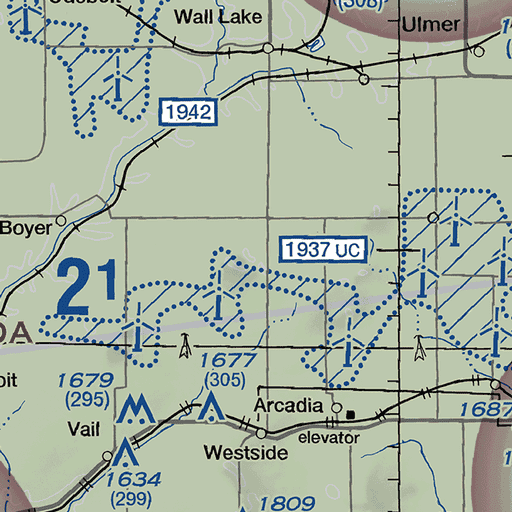 Wall Lake
(308)
Ulmer
1942
Boyer
1937 UC
21
DA
1677
(305)
1679
(295)
Arcadia
1687
Vail
elevator
Westside
1634
(299)
1809